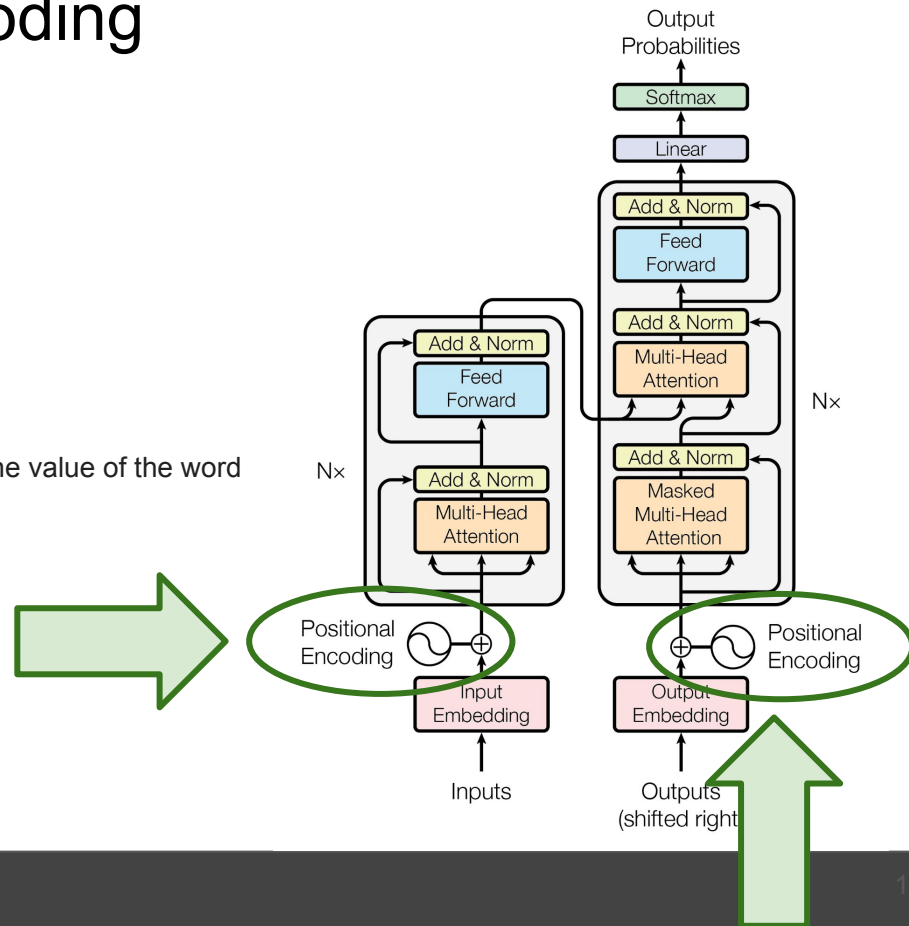 oding
Output
Probabilities
Softmax
Linear
Add & Norm
Feed
Forward
Add & Norm
Multi-Head
Attention
N×
Add & Norm
Masked
Multi-Head
Attention
Add & Norm
Feed
Forward
N×
Add & Norm
Multi-Head
Attention
ne value of the word
Positional
Encoding
Positional
Encoding
Input
Embedding
Output
Embedding
Inputs
Outputs
(shifted right
1